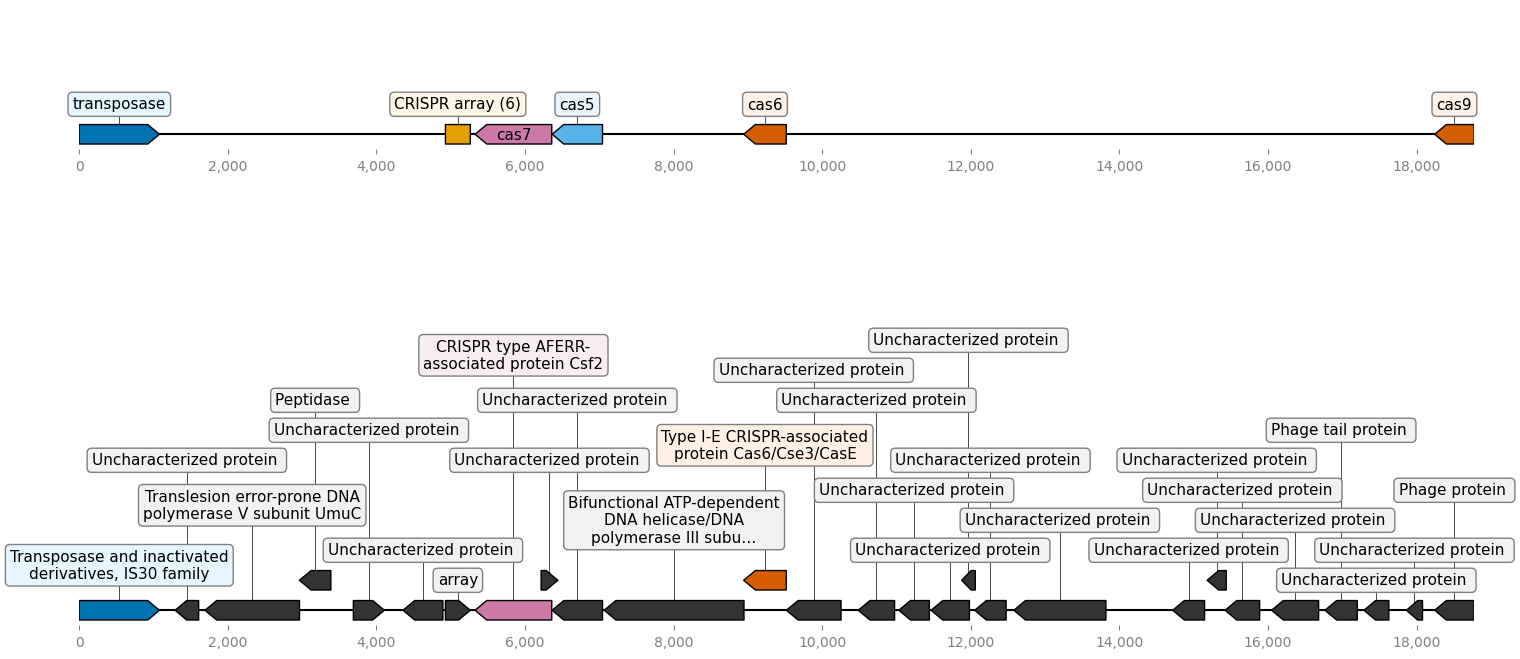 transposase
CRISPR array (6)
cas5
cas6
cas9
cas7
0
2,000
4,000
6,000
8,000
10,000
12,000
14,000
16,000
18,000
Uncharacterized protein
CRISPR type AFERR-
associated protein Csf2
Uncharacterized protein
Peptidase
Uncharacterized protein
Uncharacterized protein
Uncharacterized protein
Phage tail protein
Type I-E CRISPR-associated
protein Cas6/Cse3/CasE
Uncharacterized protein
Uncharacterized protein
Uncharacterized protein
Uncharacterized protein
Translesion error-prone DNA
polymerase V subunit UmuC
Bifunctional ATP-dependent
DNA helicase/DNA
polymerase III subu...
Uncharacterized protein
Uncharacterized protein
Phage protein
Uncharacterized protein
Uncharacterized protein
Transposase and inactivated
derivatives, IS30 family
Uncharacterized protein
Uncharacterized protein
Uncharacterized protein
Uncharacterized protein
array
Uncharacterized protein
0
2,000
4,000
6,000
8,000
10,000
12,000
14,000
16,000
18,000